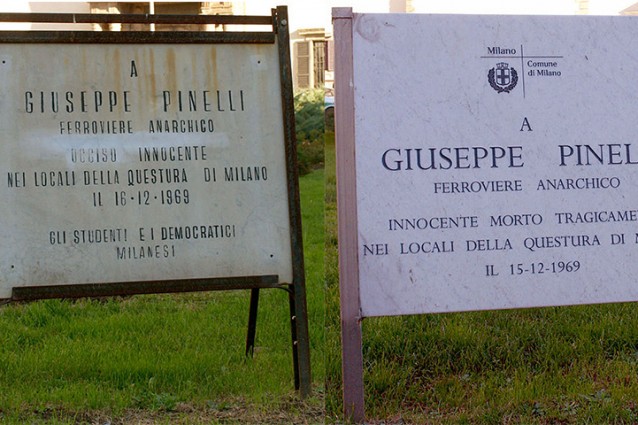 A
GIUSEPPE PINELLI
FERROVIERE ANARCHICO
UCCISO INNOCENTE
NEI LOCALI DELLA QUESTURA DI MILANO
IL 16-12-1969
GLI STUDENTI E I DEMOCRATICI
MILANESI
Milano
Comune
di Milano
A
GIUSEPPE PINEL
FERROVIERE ANARCHICO
INNOCENTE MORTO TRAGICAME
NEI LOCALI DELLA QUESTURA DI M
IL 15-12-1969